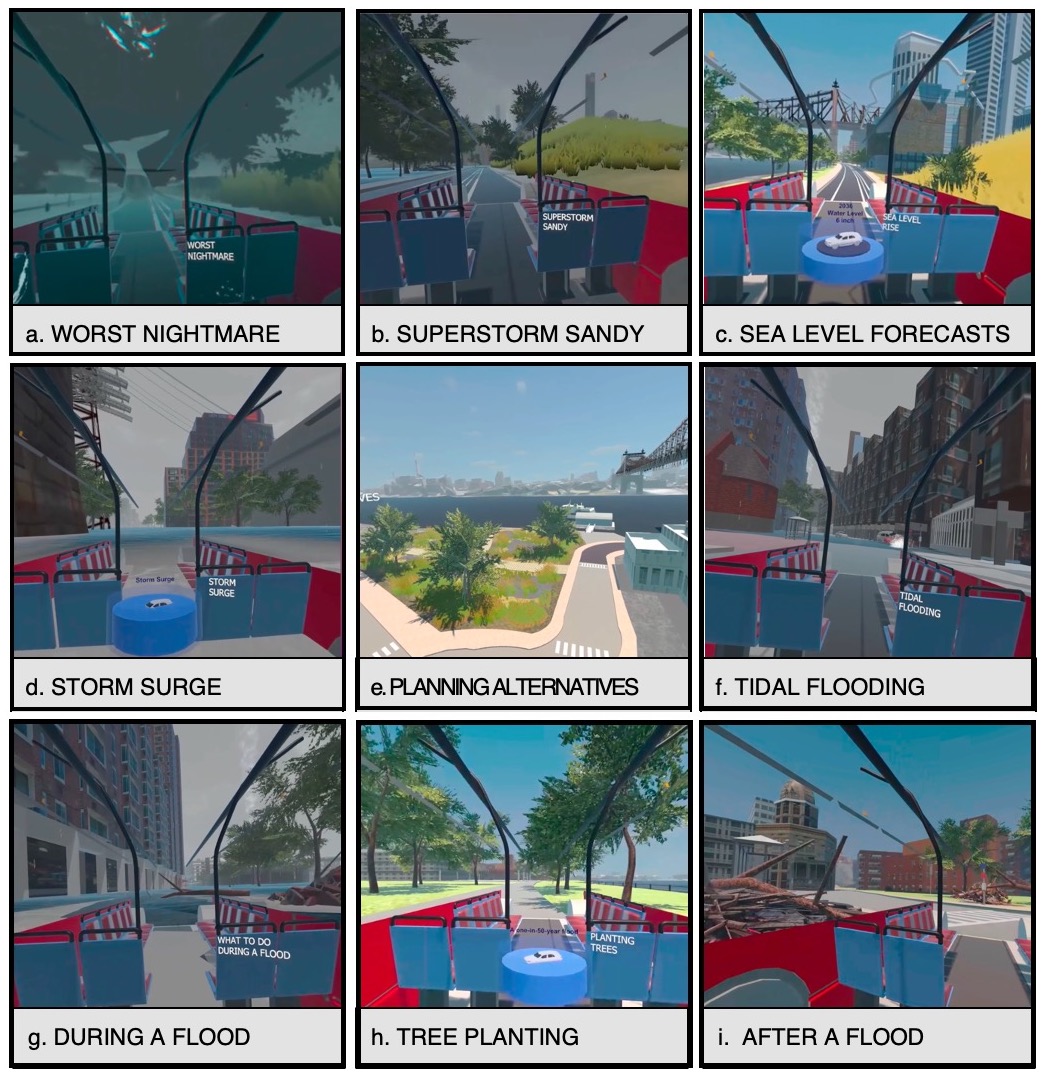 WORST
NIGHTMARE
a. WORST NIGHTMARE
SUPERSTORM
SANDY
b. SUPERSTORM SANDY
2036
Water Level
6 inch
SEA LEVEL
RISE
c. SEA LEVEL FORECASTS
Storm Surge
STORM
SURGE
d. STORM SURGE
VES
e. PLANNING ALTERNATIVES
TIDAL
FLOODING
f. TIDAL FLOODING
WHAT TO DO
DURING A FLOOD
g. DURING A FLOOD
A one-in-50-year flood
PLANTING
TREES
h. TREE PLANTING
i. AFTER A FLOOD